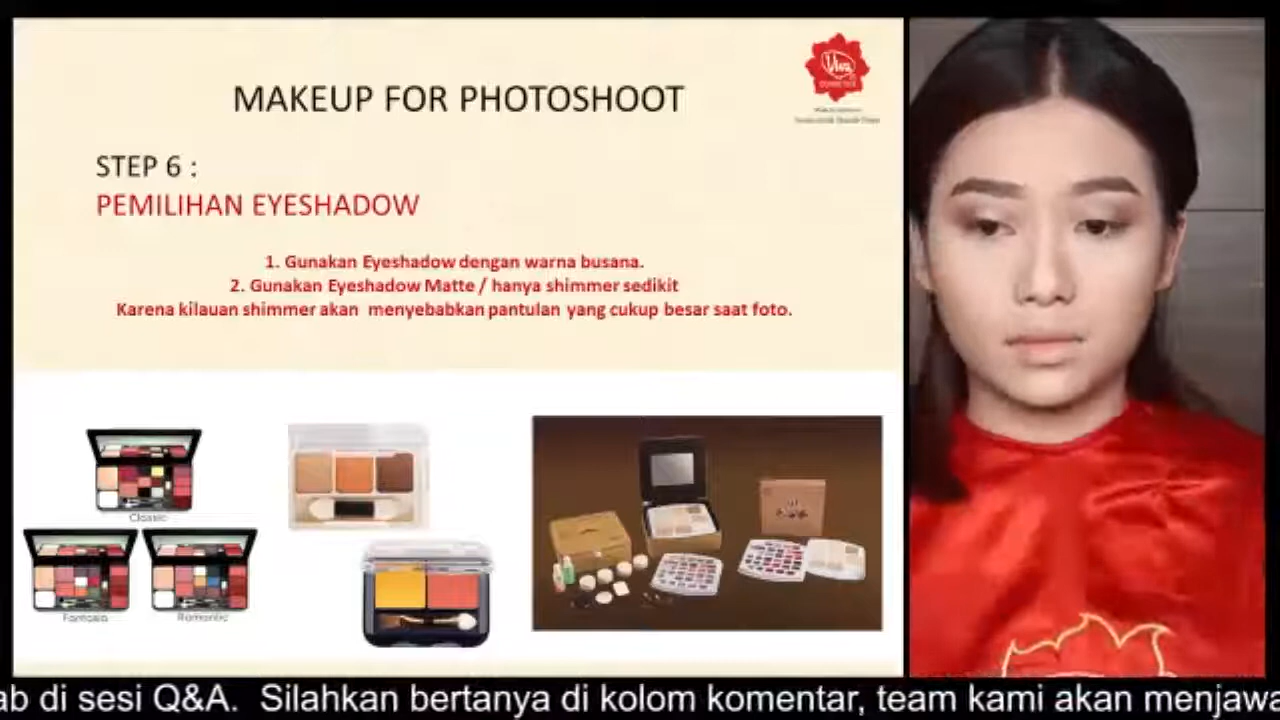 MAKEUP FOR PHOTOSHOOT
Viva
COSMETICS
STEP 6 :
PEMILIHAN EYESHADOW
1. Gunakan Eyeshadow dengan warna busana.
2. Gunakan Eyeshadow Matte / hanya shimmer sedikit
Karena kilauan shimmer akan menyebabkan pantulan yang cukup besar saat foto.
Classic
Fantasia
Romantic
ab di sesi Q&A. Silahkan bertanya di kolom komentar, team kami akan menjawa